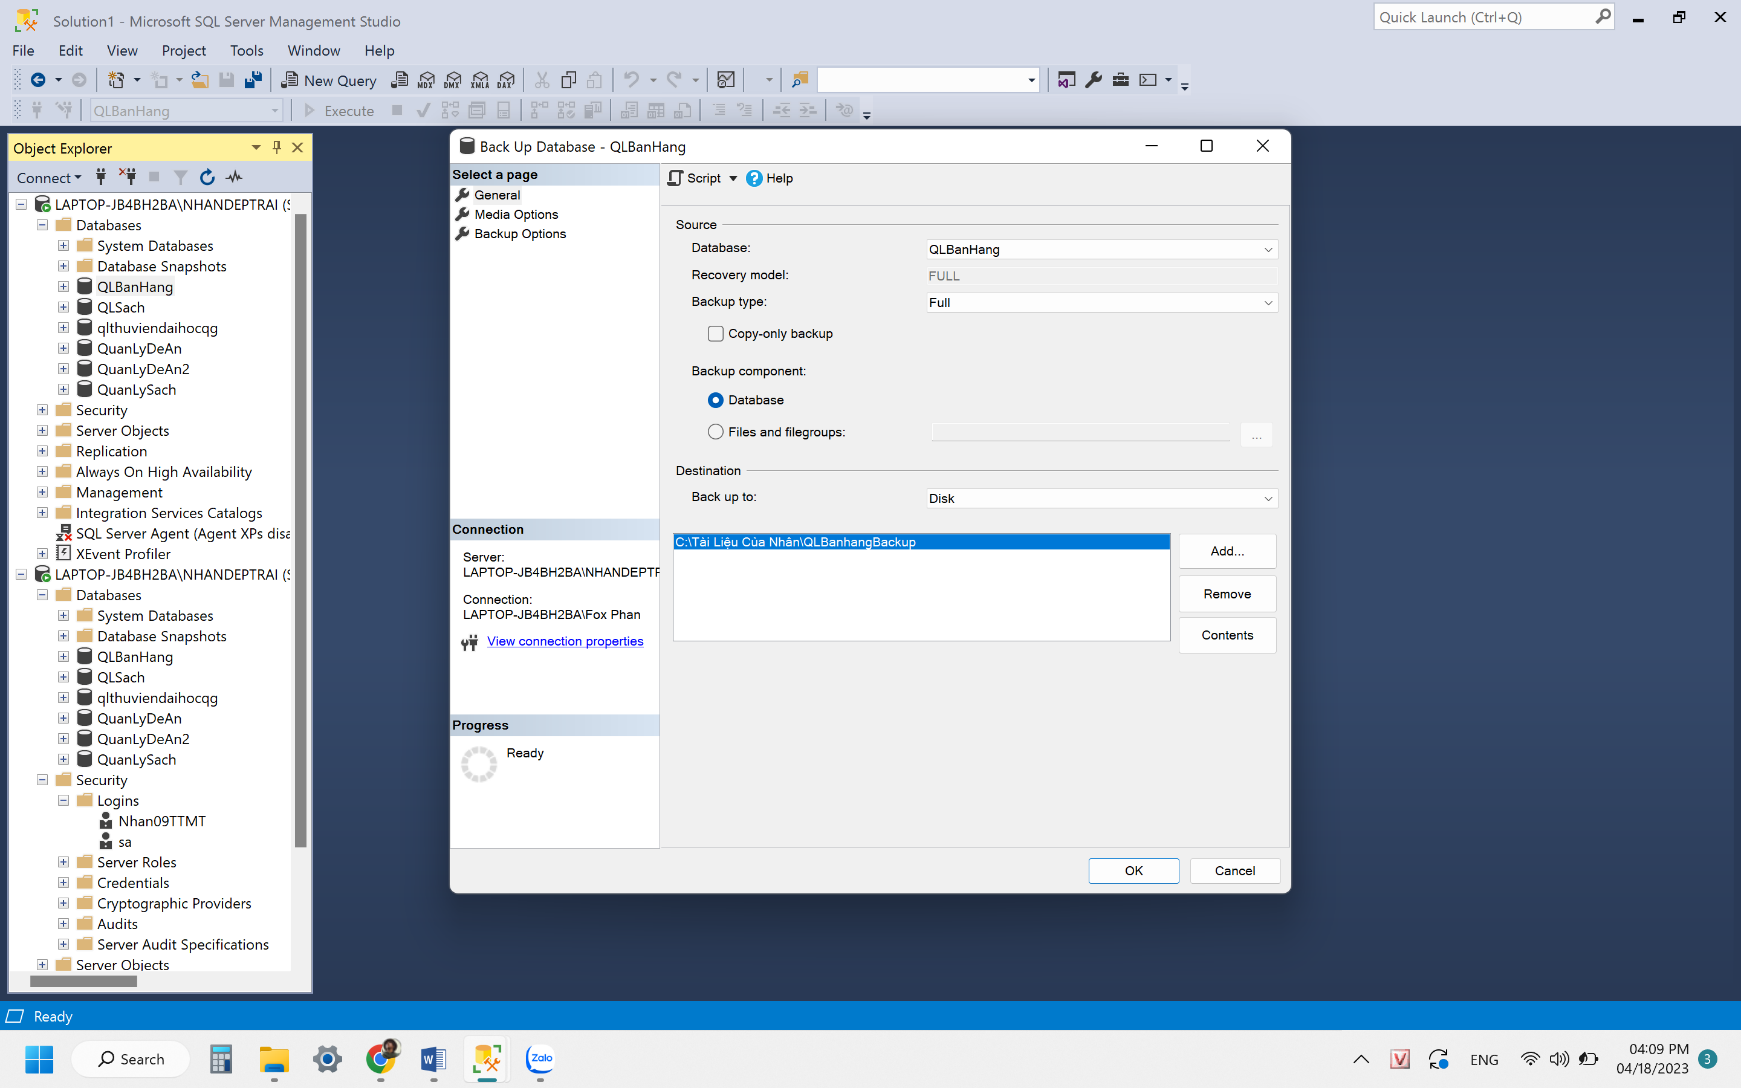 Solution1 - Microsoft SQL Server Management Studio
Quick Launch (Ctrl+Q)
File Edit View Project Tools Window Help
New Query MDX DMX XMLA DAX
QLBanHang Execute
Object Explorer
Connect
LAPTOP-JB4BH2BA\NHANDEPTRAI (S
Databases
System Databases
Database Snapshots
QLBanHang
QLSach
qlthuviendaihocqg
QuanLyDeAn
QuanLyDeAn2
QuanLySach
Security
Server Objects
Replication
Always On High Availability
Management
Integration Services Catalogs
SQL Server Agent (Agent XPs disa
XEvent Profiler
LAPTOP-JB4BH2BA\NHANDEPTRAI (S
Databases
System Databases
Database Snapshots
QLBanHang
QLSach
qlthuviendaihocqg
QuanLyDeAn
QuanLyDeAn2
QuanLySach
Security
Logins
Nhan09TTMT
sa
Server Roles
Credentials
Cryptographic Providers
Audits
Server Audit Specifications
Server Objects
Back Up Database - QLBanHang
Select a page
General
Media Options
Backup Options
Connection
Server:
LAPTOP-JB4BH2BA\NHANDEPTF
Connection:
LAPTOP-JB4BH2BA\Fox Phan
View connection properties
Progress
Ready
Script Help
Source
Database: QLBanHang
Recovery model: FULL
Backup type: Full
Copy-only backup
Backup component:
Database
Files and filegroups: ...
Destination
Back up to: Disk
C:\Tài Liệu Của Nhân\QLBanhangBackup
Add...
Remove
Contents
OK Cancel
Ready
Search Zalo ENG 04:09 PM 3
04/18/2023